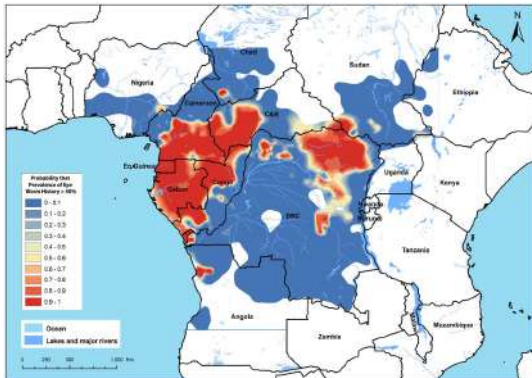 N
Chad
Sudan
Nigeria
Ethiopia
Cameroon
CAR
Eq.Guinea
Uganda
Kenya
Gabon
Congo
Rwanda
DRC
Burundi
Tanzania
Probability that
Prevalence of Eye
Worm History > 40%
0 - 0.1
0.1 - 0.2
0.2 - 0.3
0.3 - 0.4
0.4 - 0.5
0.5 - 0.6
0.6 - 0.7
0.7 - 0.8
0.8 - 0.9
0.9 - 1
Ocean
Lakes and major rivers
Angola
Zambia
Mozambique
0 250 500 1,000 Kms